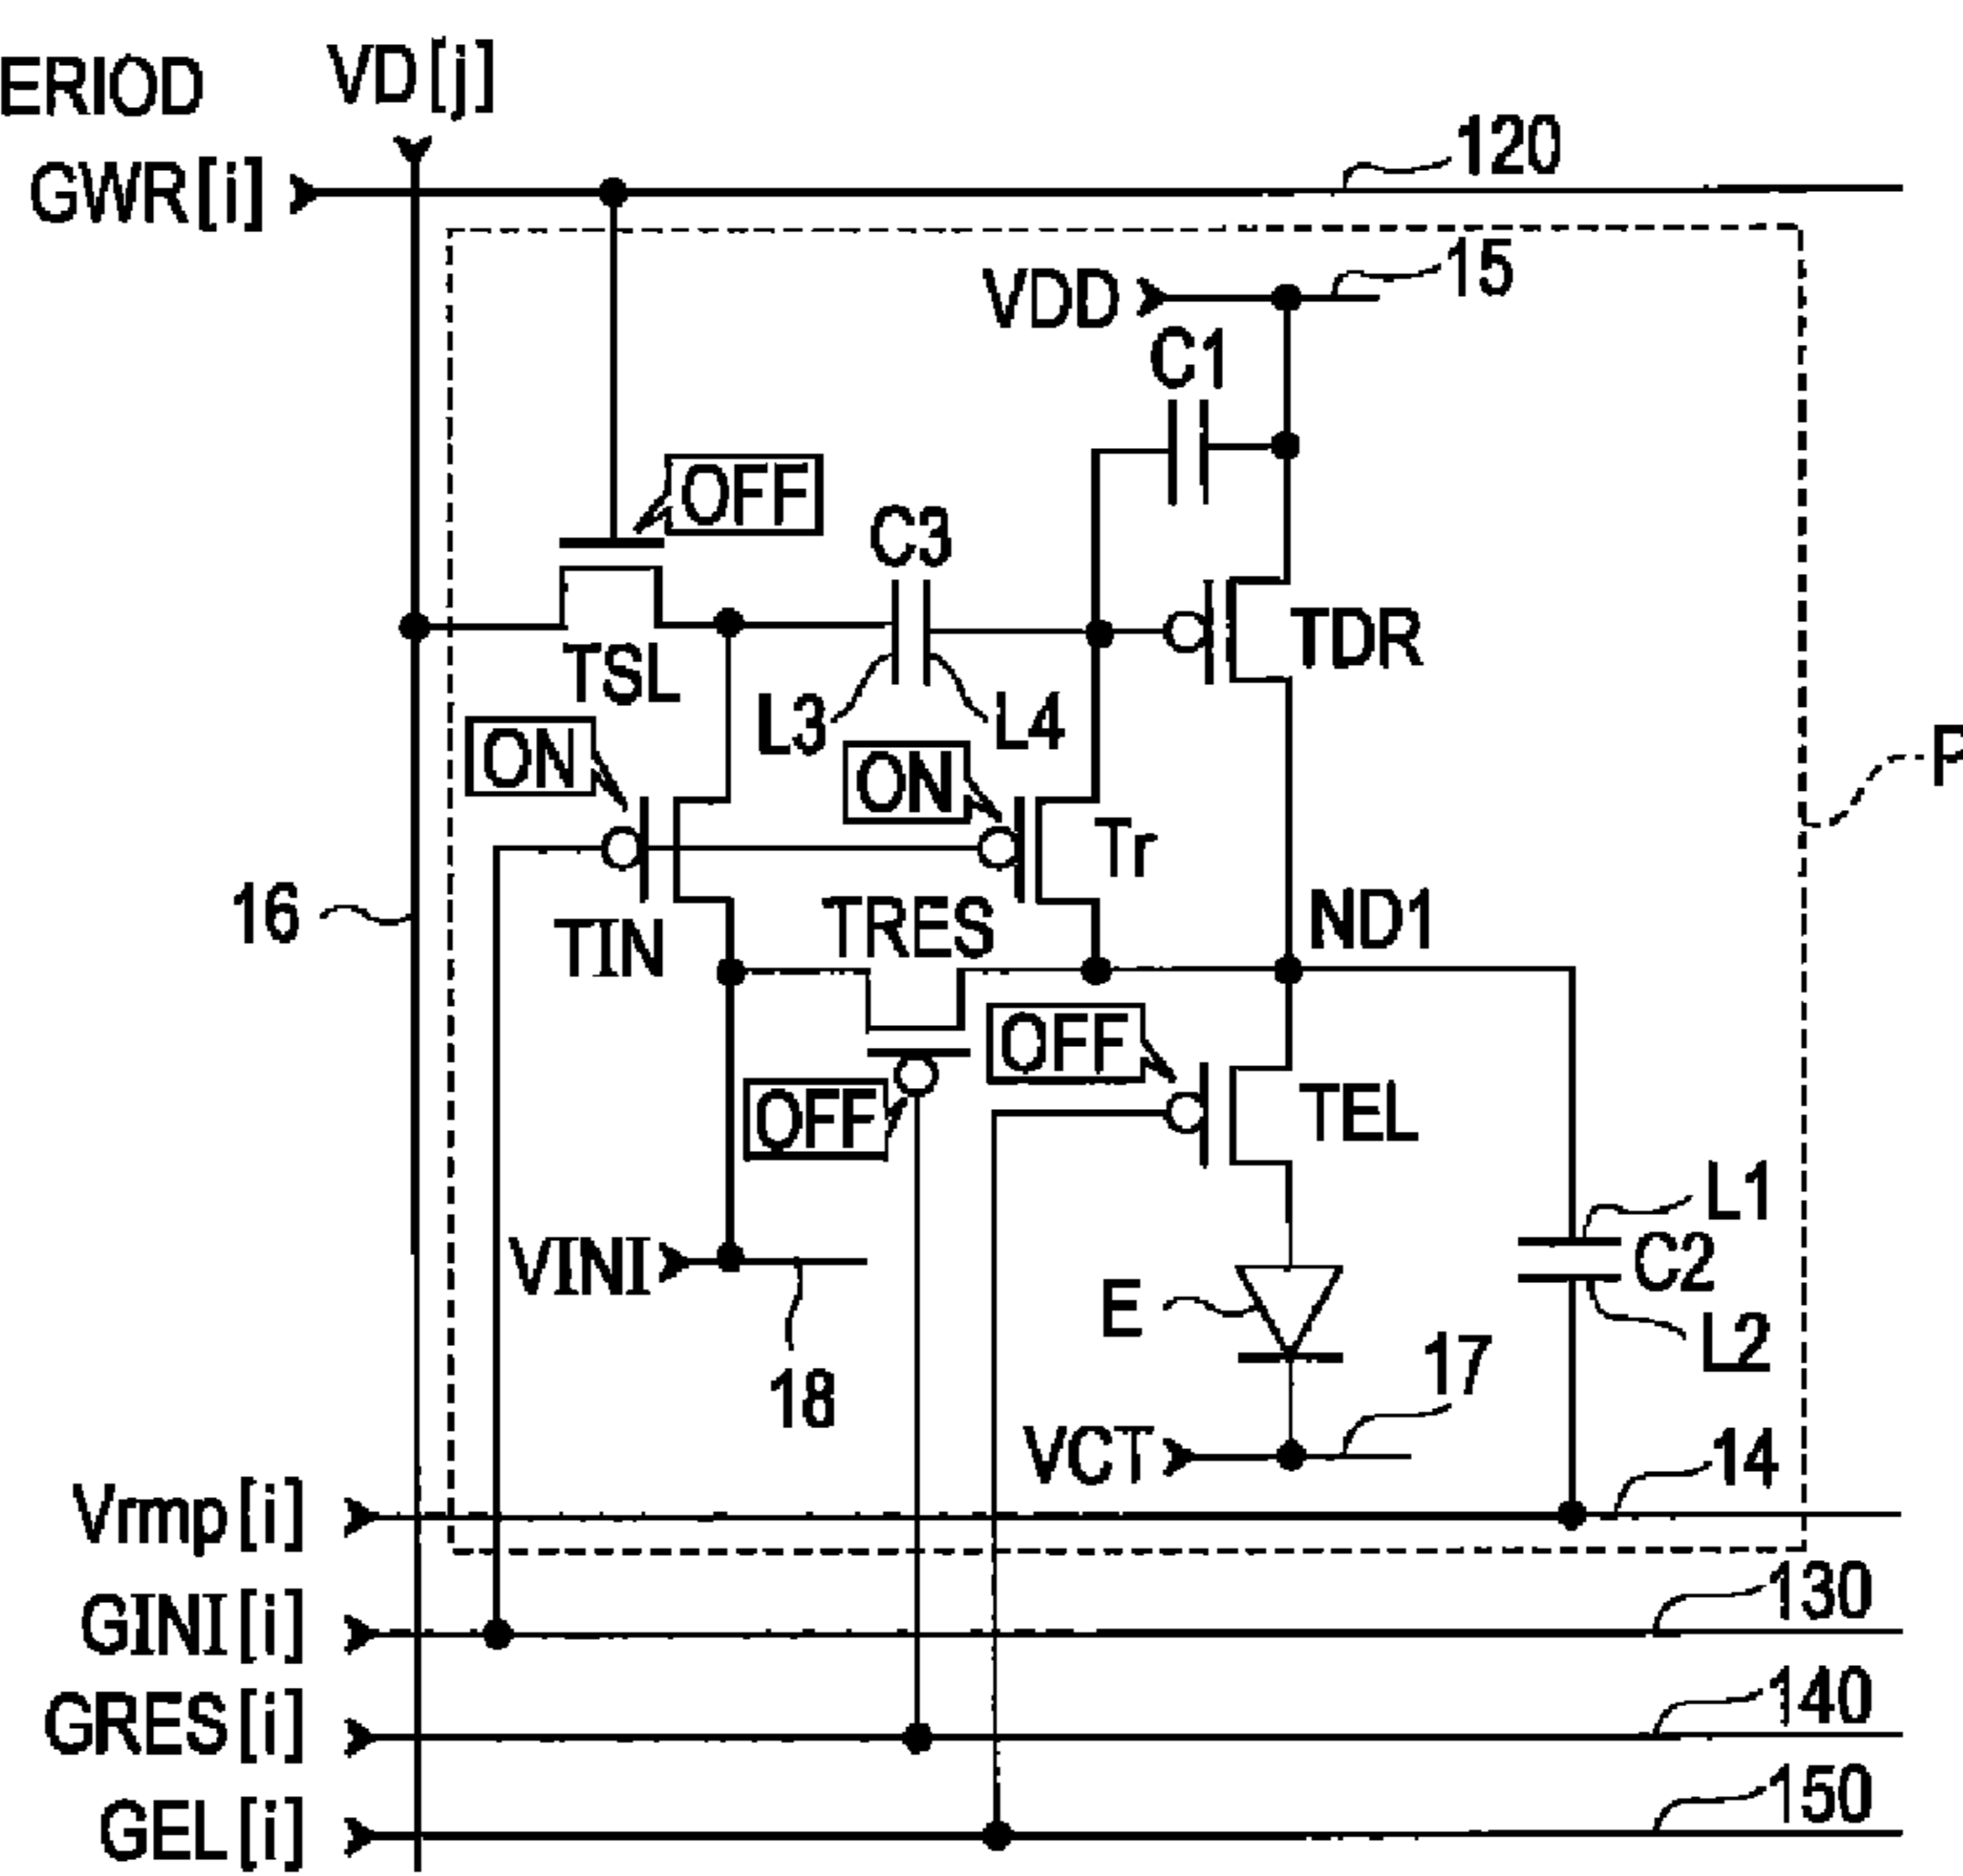 ERIOD
VD[j]
GWR[i]
120
15
VDD
C1
OFF
C3
TDR
TSL
L3
L4
ON
ON
P
Tr
16
TIN
TRES
ND1
OFF
TEL
OFF
L1
VINI
C2
E
L2
18
17
VCT
14
Vrmp[i]
GINI[i]
130
GRES[i]
140
GEL[i]
150